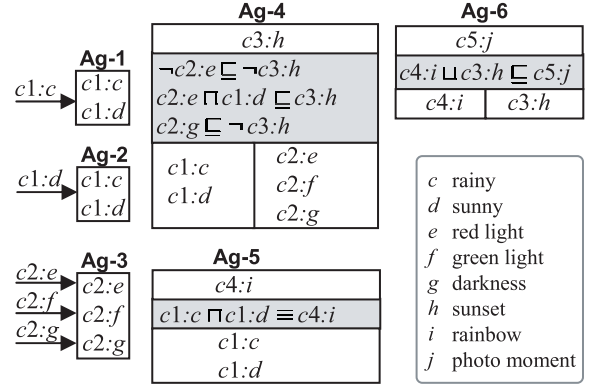 Ag-4
c3:h
¬c2:e ⊑ ¬c3:h
c2:e ⊓ c1:d ⊑ c3:h
c2:g ⊑ ¬c3:h
c1:c
c1:d
c2:e
c2:f
c2:g
Ag-6
c5:j
c4:i ⊔ c3:h ⊑ c5:j
c4:i
c3:h
Ag-1
c1:c
c1:c
c1:d
Ag-2
c1:d
c1:c
c1:d
Ag-3
c2:e
c2:f
c2:g
c2:e
c2:f
c2:g
Ag-5
c4:i
c1:c ⊓ c1:d ≡ c4:i
c1:c
c1:d
c rainy
d sunny
e red light
f green light
g darkness
h sunset
i rainbow
j photo moment